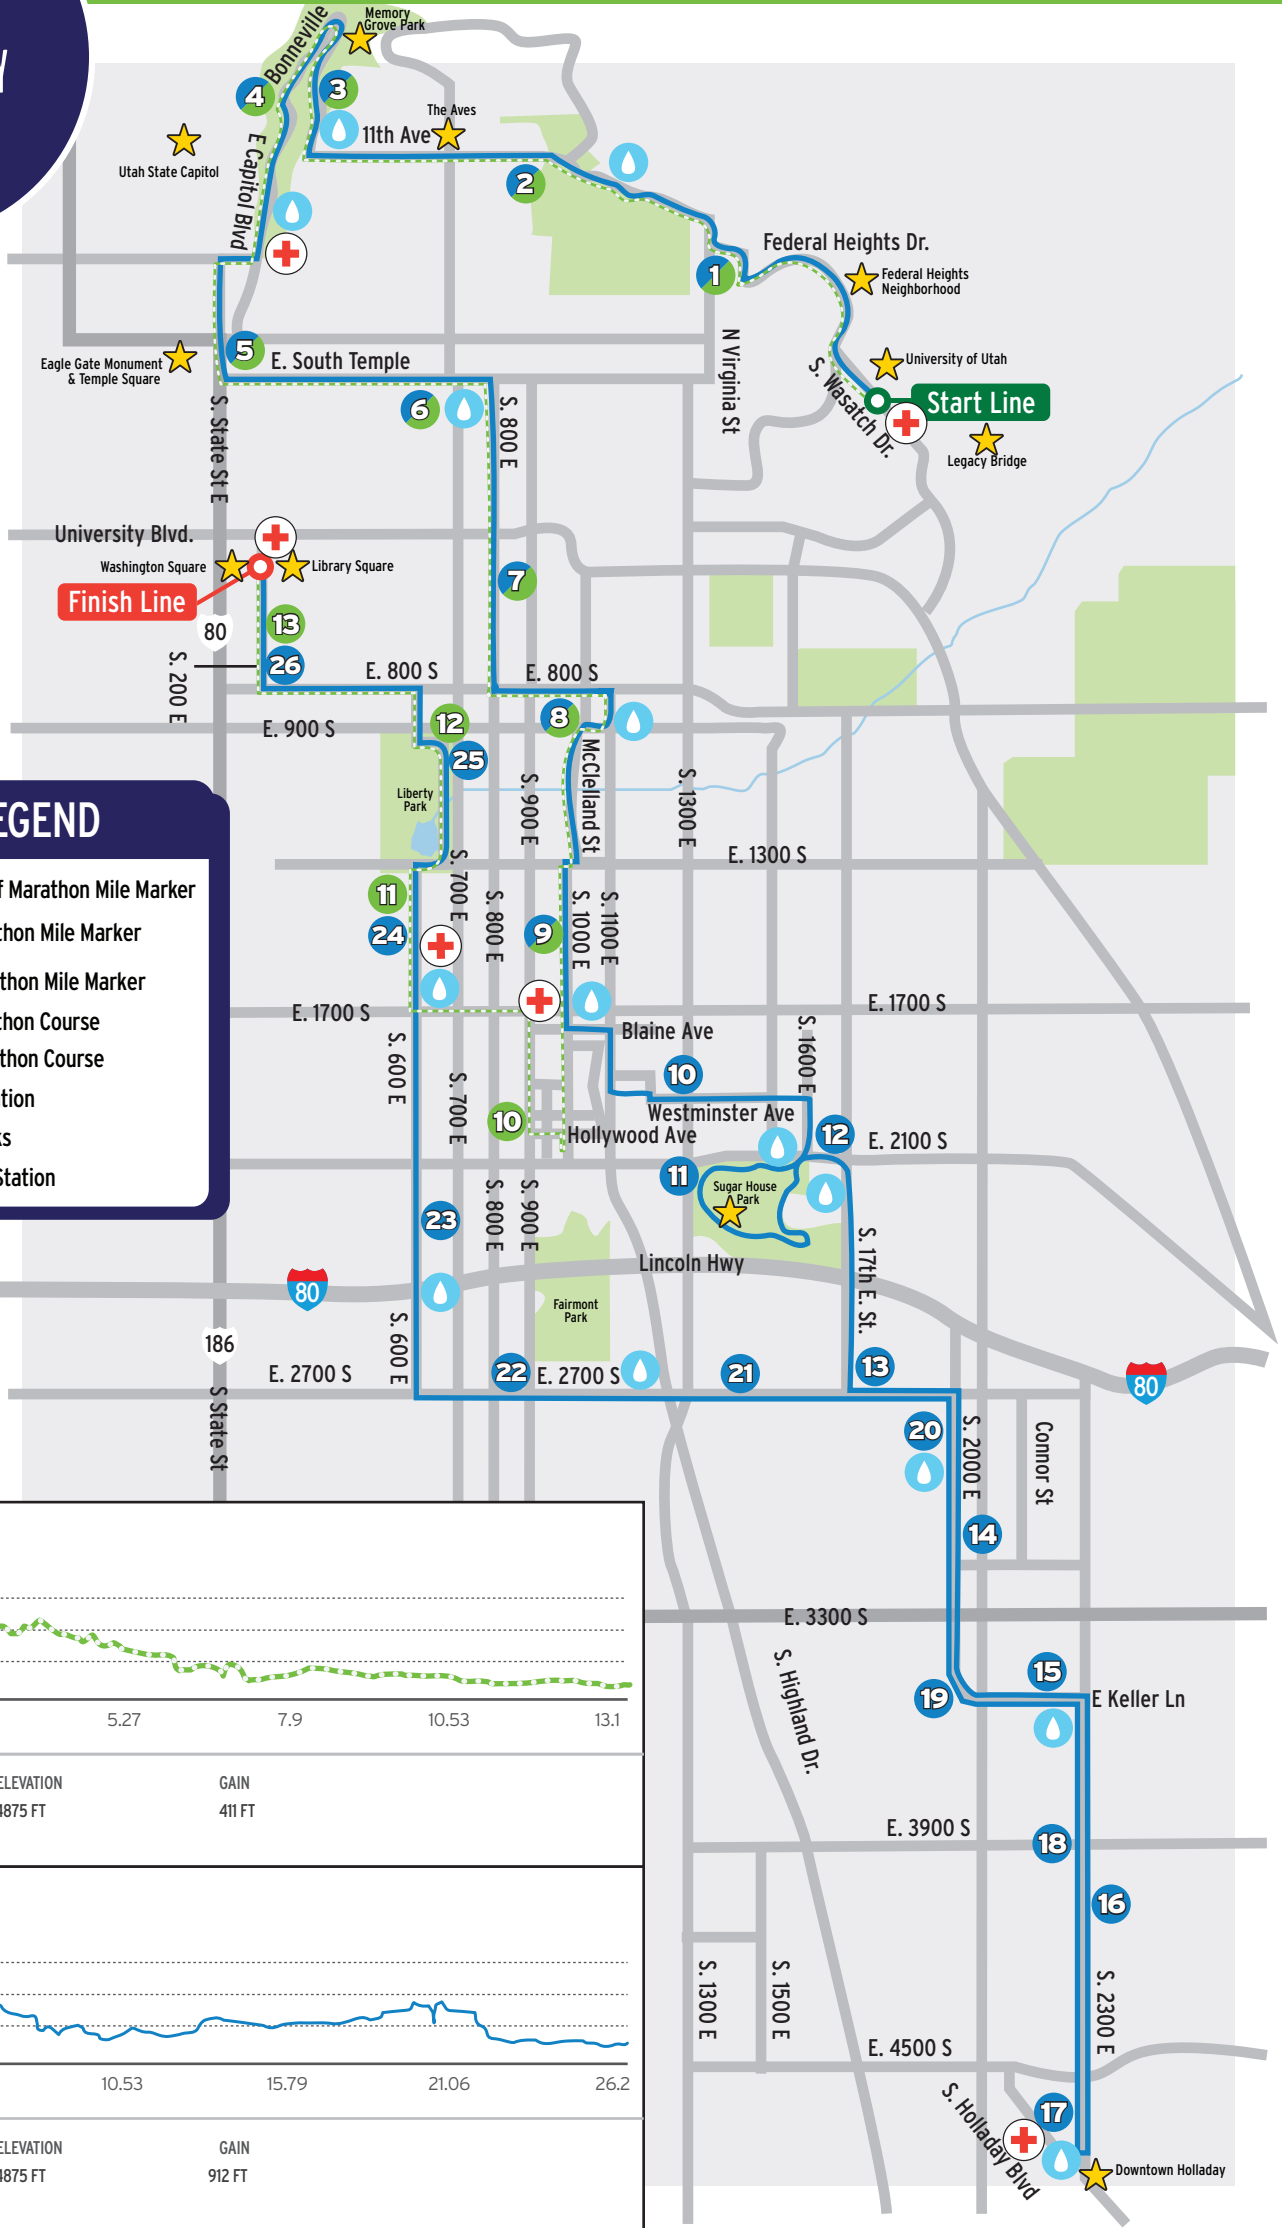 Y
Memory
Grove Park
Bonneville
4
3
The Aves
11th Ave
Utah State Capitol
E Capitol Blvd
2
Federal Heights Dr.
1
Federal Heights
Neighborhood
N Virginia St
5
E. South Temple
Eagle Gate Monument
& Temple Square
University of Utah
S. Wasatch Dr.
Start Line
6
S. 800 E
S. State St E
Legacy Bridge
University Blvd.
Washington Square
Library Square
7
Finish Line
13
80
26
S. 200 E
E. 800 S
E. 800 S
12
8
E. 900 S
25
McClelland St
Liberty
Park
S. 900 E
S. 1300 E
EGEND
E. 1300 S
f Marathon Mile Marker
thon Mile Marker
thon Mile Marker
thon Course
thon Course
tion
ks
Station
S. 700 E
11
24
S. 800 E
9
S. 1000 E
S. 1100 E
E. 1700 S
E. 1700 S
Blaine Ave
S. 1600 E
S. 600 E
S. 700 E
10
10
Westminster Ave
Hollywood Ave
12
E. 2100 S
11
Sugar House
Park
23
S. 800 E
S. 900 E
S. 17th E. St.
Lincoln Hwy
80
Fairmont
Park
186
S. 600 E
E. 2700 S
22
E. 2700 S
21
13
80
S State St
20
S. 2000 E
Connor St
14
E. 3300 S
S. Highland Dr.
15
19
E Keller Ln
5.27
7.9
10.53
13.1
ELEVATION
GAIN
4875 FT
411 FT
E. 3900 S
18
16
S. 1300 E
S. 1500 E
S. 2300 E
E. 4500 S
10.53
15.79
21.06
26.2
17
S. Holladay Blvd
Downtown Holladay
ELEVATION
GAIN
4875 FT
912 FT